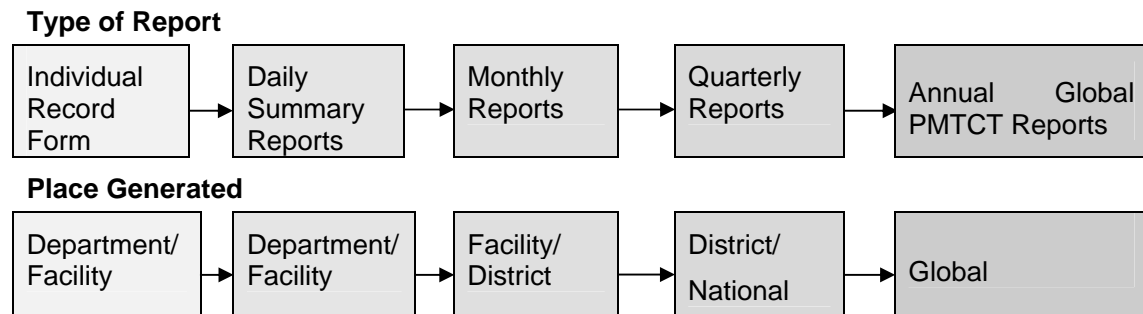 Type of Report
Individual
Record
Form
Daily
Summary
Reports
Monthly
Reports
Quarterly
Reports
Annual Global
PMTCT Reports
Place Generated
Department/
Facility
Department/
Facility
Facility/
District
District/
National
Global